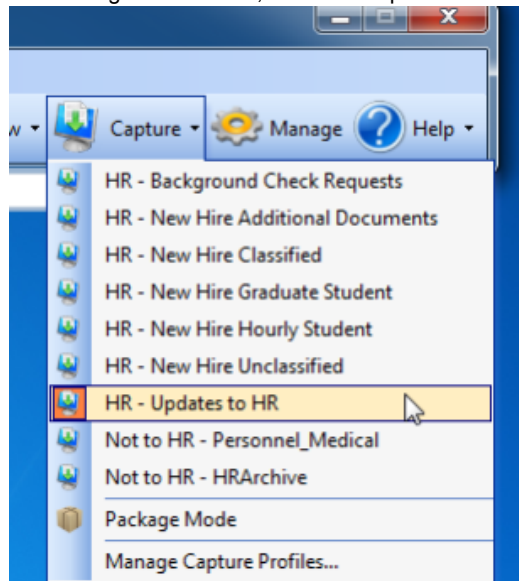 w
Capture
Manage
Help
HR - Background Check Requests
HR - New Hire Additional Documents
HR - New Hire Classified
HR - New Hire Graduate Student
HR - New Hire Hourly Student
HR - New Hire Unclassified
HR - Updates to HR
Not to HR - Personnel_Medical
Not to HR - HRArchive
Package Mode
Manage Capture Profiles...